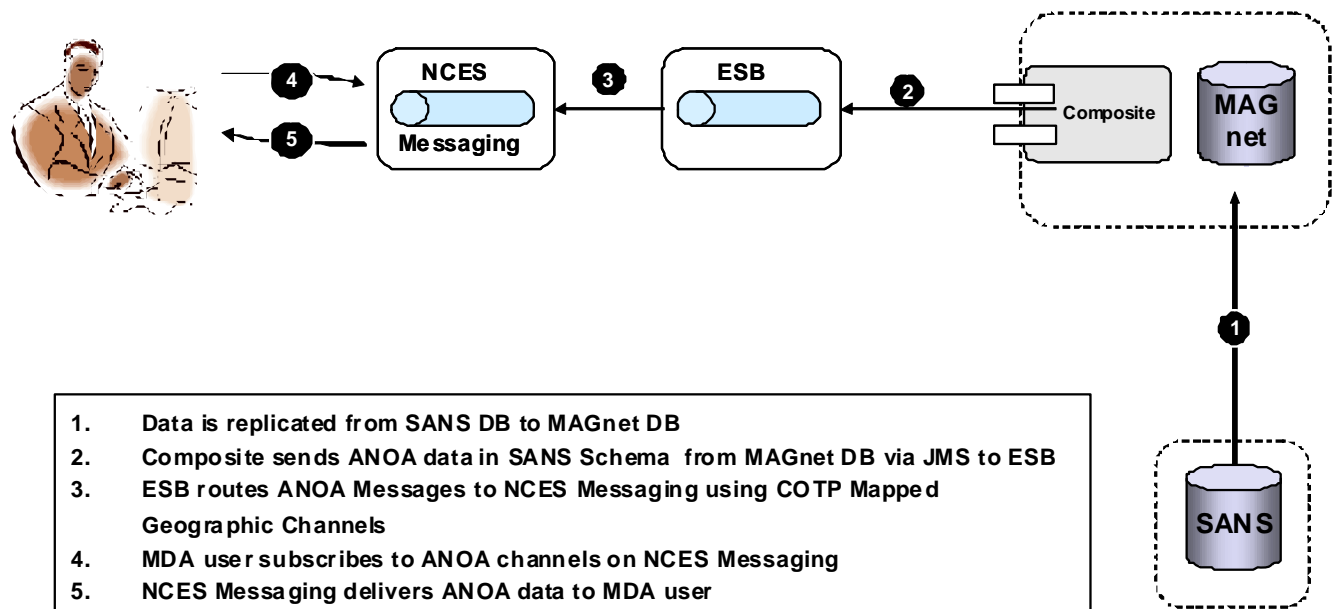 NCES
Messaging
ESB
Composite
MAG
net
4
5
3
2
1
SANS
1. Data is replicated from SANS DB to MAGnet DB
2. Composite sends ANOA data in SANS Schema from MAGnet DB via JMS to ESB
3. ESB routes ANOA Messages to NCES Messaging using COTP Mapped
Geographic Channels
4. MDA user subscribes to ANOA channels on NCES Messaging
5. NCES Messaging delivers ANOA data to MDA user